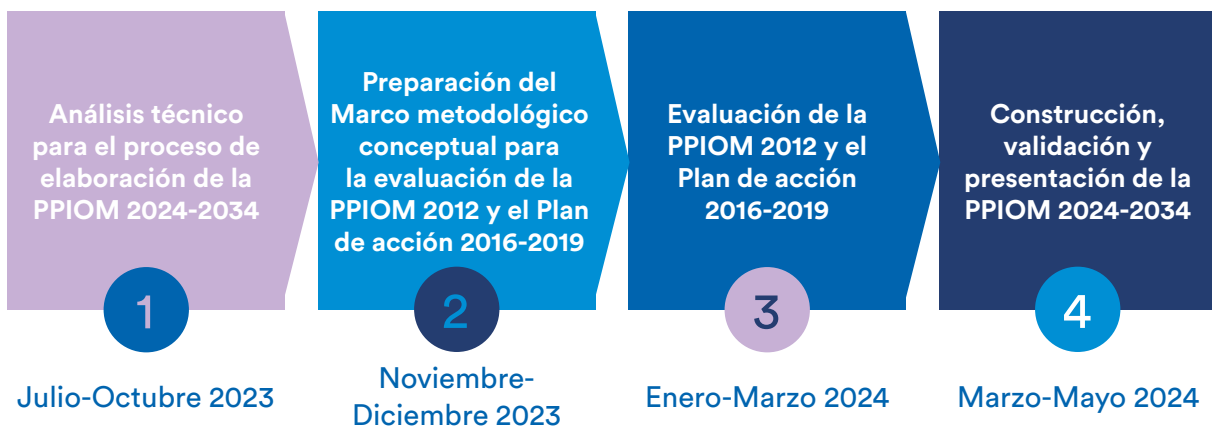 Análisis técnico
para el proceso de
elaboración de la
PPIOM 2024-2034
1
Julio-Octubre 2023
Preparación del
Marco metodológico
conceptual para
la evaluación de la
PPIOM 2012 y el Plan
de acción 2016-2019
2
Noviembre-
Diciembre 2023
Evaluación de la
PPIOM 2012 y el
Plan de acción
2016-2019
3
Enero-Marzo 2024
Construcción,
validación y
presentación de la
PPIOM 2024-2034
4
Marzo-Mayo 2024